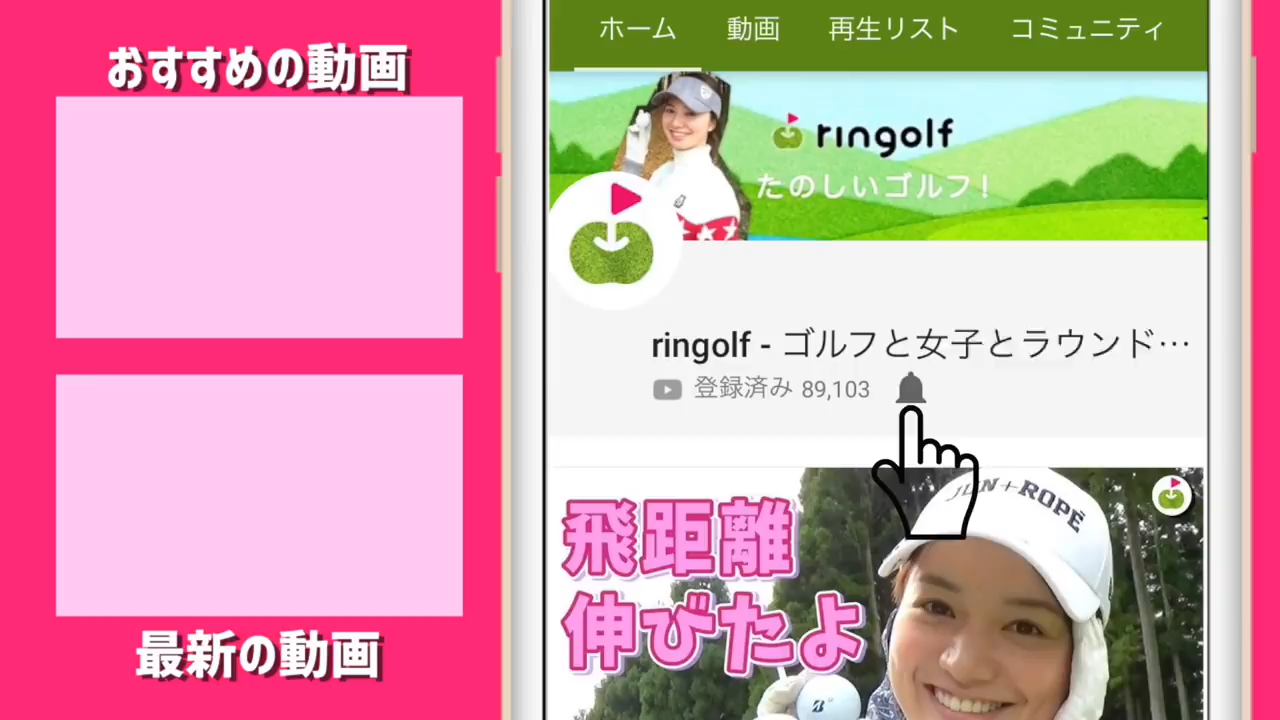 おすすめの動画
最新の動画
ホーム 動画 再生リスト コミュニティ
ringolf
たのしいゴルフ!
ringolf - ゴルフと女子とラウンド…
登録済み 89,103
飛距離
伸びたよ
JUN+ROPÉ
B